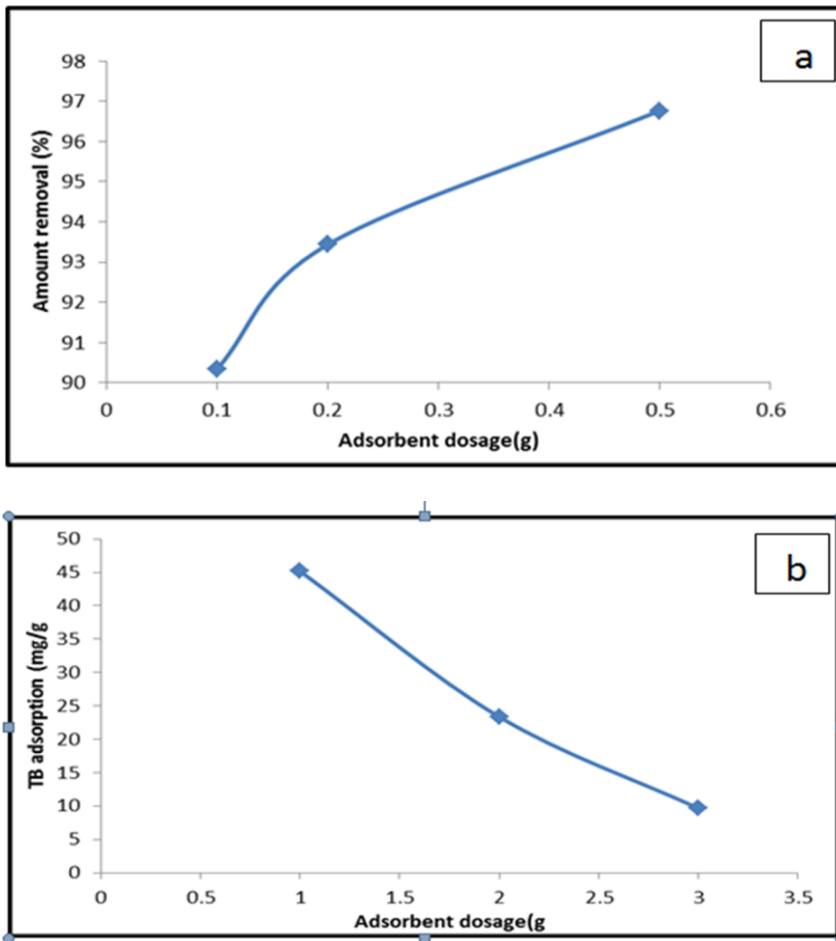 a
98
97
96
95
94
93
92
91
90
Amount removal (%)
0 0.1 0.2 0.3 0.4 0.5 0.6
Adsorbent dosage(g)
b
50
45
40
35
30
25
20
15
10
5
0
TB adsorption (mg/g
0 0.5 1 1.5 2 2.5 3 3.5
Adsorbent dosage(g